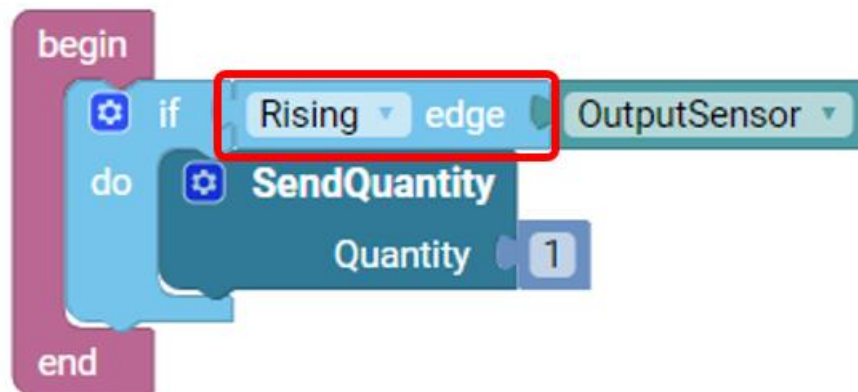 begin
if Rising edge OutputSensor
do SendQuantity
Quantity 1
end